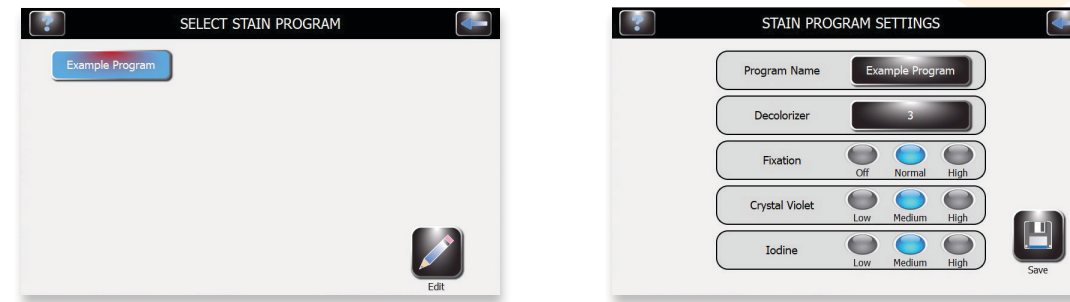 ?
SELECT STAIN PROGRAM
Example Program
Edit
?
STAIN PROGRAM SETTINGS
Program Name
Example Program
Decolorizer
3
Fixation
Off Normal High
Crystal Violet
Low Medium High
Iodine
Low Medium High
Save